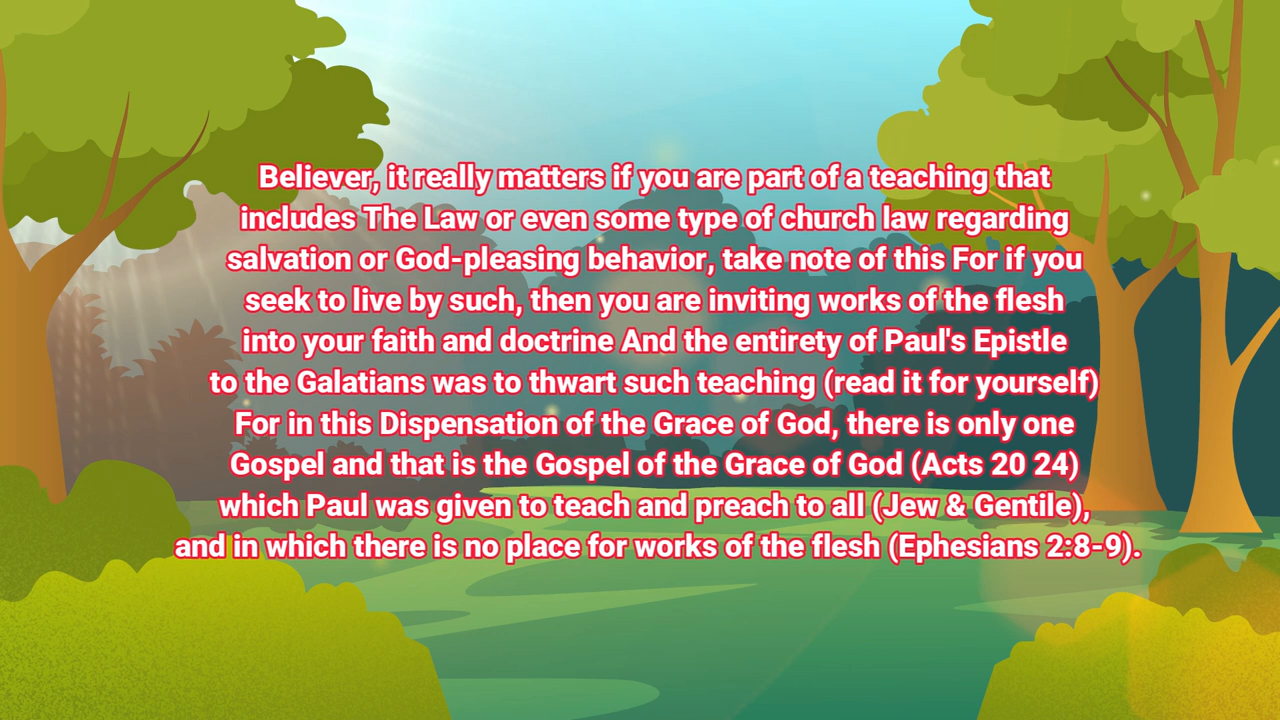 Believer, it really matters if you are part of a teaching that
includes The Law or even some type of church law regarding
salvation or God-pleasing behavior, take note of this For if you
seek to live by such, then you are inviting works of the flesh
into your faith and doctrine And the entirety of Paul's Epistle
to the Galatians was to thwart such teaching (read it for yourself)
For in this Dispensation of the Grace of God, there is only one
Gospel and that is the Gospel of the Grace of God (Acts 20 24)
which Paul was given to teach and preach to all (Jew & Gentile),
and in which there is no place for works of the flesh (Ephesians 2:8-9).